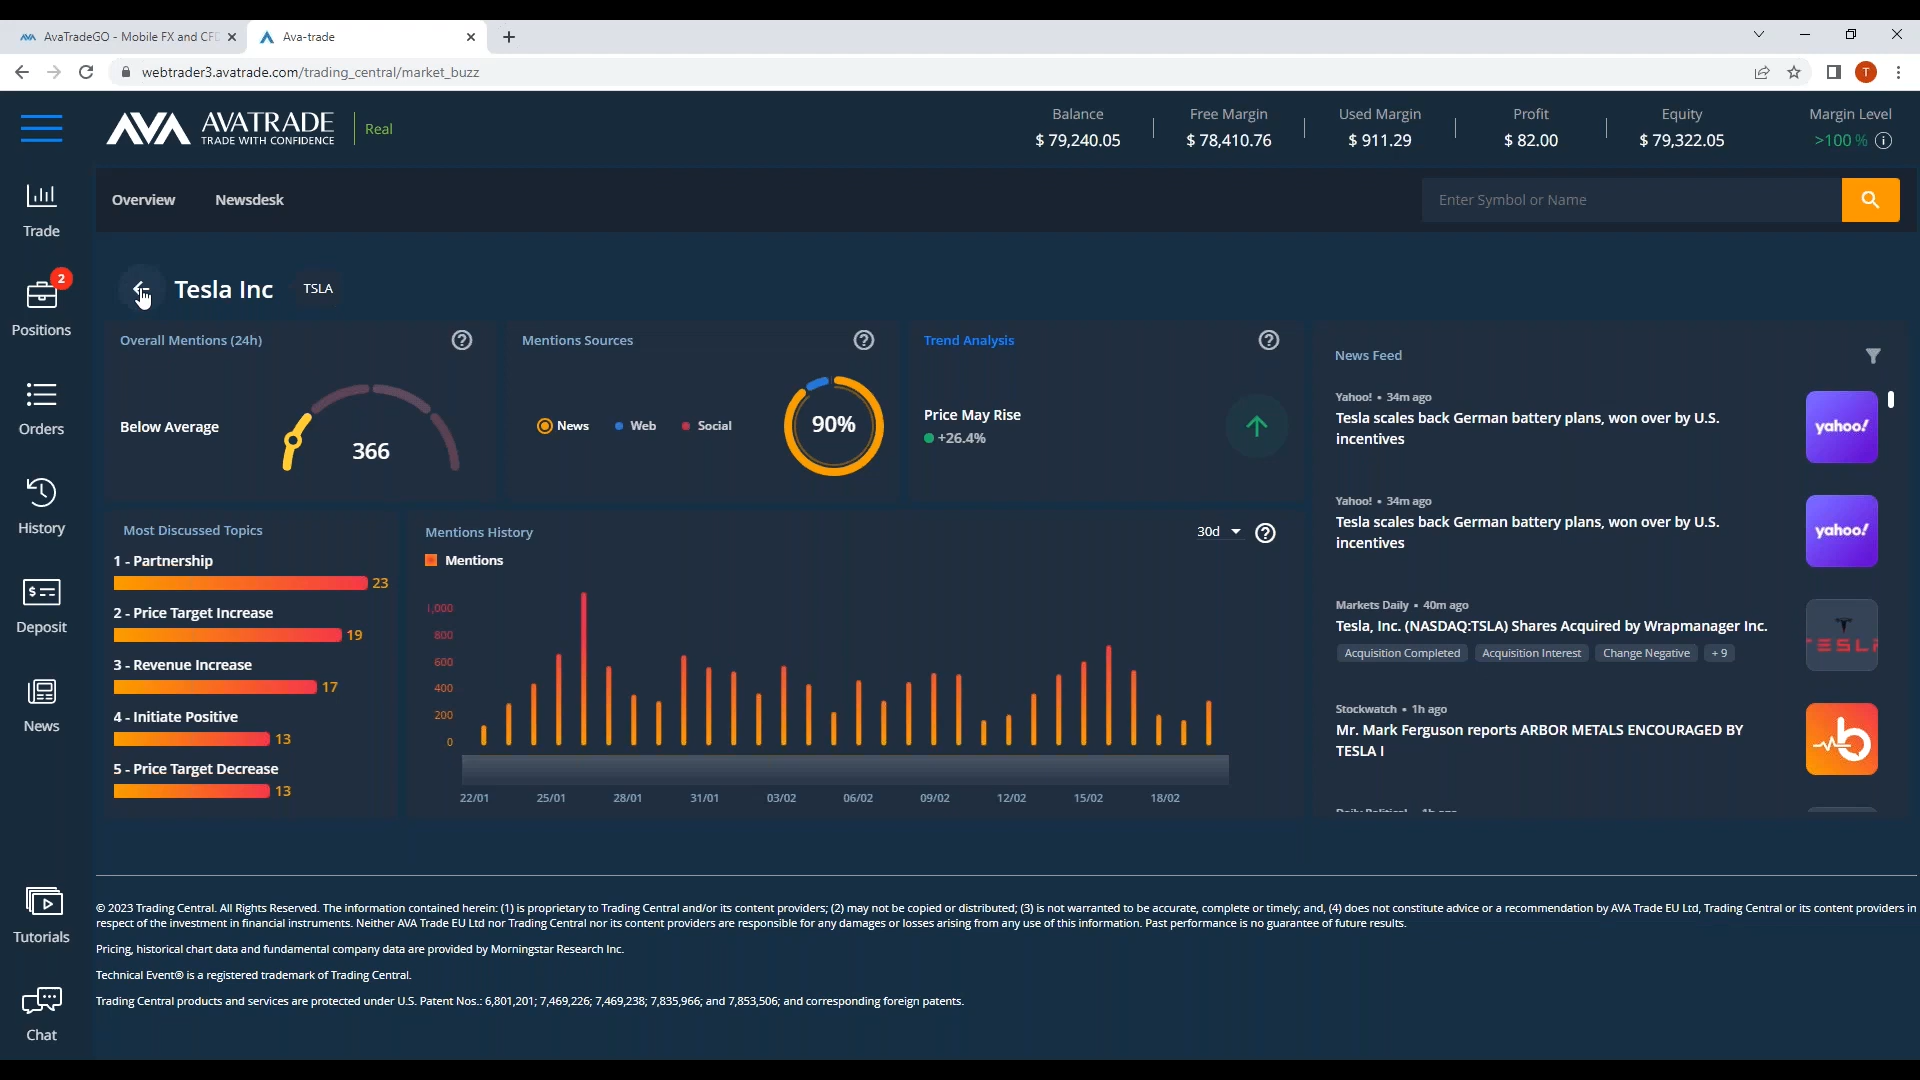 AvaTradeGO - Mobile FX and CFD
Ava-trade
webtrader3.avatrade.com/trading_central/market_buzz
T
AVA AVATRADE
TRADE WITH CONFIDENCE
Real
Balance
$ 79,240.05
Free Margin
$ 78,410.76
Used Margin
$ 911.29
Profit
$ 82.00
Equity
$ 79,322.05
Margin Level
>100 %
Trade
2
Positions
Orders
History
Deposit
News
Tutorials
Chat
Overview
Newsdesk
Enter Symbol or Name
Tesla Inc
TSLA
Overall Mentions (24h)
Below Average
366
Mentions Sources
News
Web
Social
90%
Trend Analysis
Price May Rise
+26.4%
Most Discussed Topics
1 - Partnership
23
2 - Price Target Increase
19
3 - Revenue Increase
17
4 - Initiate Positive
13
5 - Price Target Decrease
13
Mentions History
30d
Mentions
1,000
800
600
400
200
0
22/01 25/01 28/01 31/01 03/02 06/02 09/02 12/02 15/02 18/02
News Feed
Yahoo! • 34m ago
Tesla scales back German battery plans, won over by U.S.
incentives
yahoo!
Yahoo! • 34m ago
Tesla scales back German battery plans, won over by U.S.
incentives
yahoo!
Markets Daily • 40m ago
Tesla, Inc. (NASDAQ:TSLA) Shares Acquired by Wrapmanager Inc.
Acquisition Completed
Acquisition Interest
Change Negative
+ 9
Stockwatch • 1h ago
Mr. Mark Ferguson reports ARBOR METALS ENCOURAGED BY
TESLA I
© 2023 Trading Central. All Rights Reserved. The information contained herein: (1) is proprietary to Trading Central and/or its content providers; (2) may not be copied or distributed; (3) is not warranted to be accurate, complete or timely; and, (4) does not constitute advice or a recommendation by AVA Trade EU Ltd, Trading Central or its content providers in
respect of the investment in financial instruments. Neither AVA Trade EU Ltd nor Trading Central nor its content providers are responsible for any damages or losses arising from any use of this information. Past performance is no guarantee of future results.
Pricing, historical chart data and fundamental company data are provided by Morningstar Research Inc.
Technical Event® is a registered trademark of Trading Central.
Trading Central products and services are protected under U.S. Patent Nos.: 6,801,201; 7,469,226; 7,469,238; 7,835,966; and 7,853,506; and corresponding foreign patents.